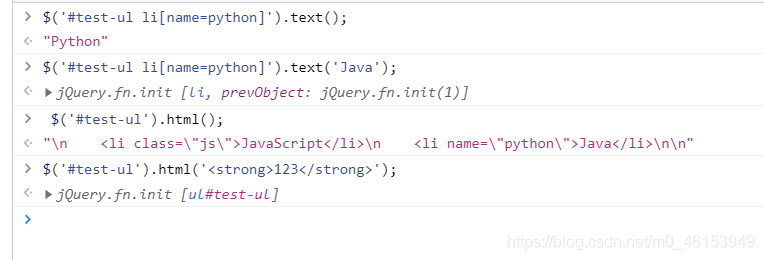 > $('#test-ul li[name=python]').text();
< "Python"
> $('#test-ul li[name=python]').text('Java');
< ▶ jQuery.fn.init [li, prevObject: jQuery.fn.init(1)]
> $('#test-ul').html();
< "\n    <li class=\"js\">JavaScript</li>\n    <li name=\"python\">Java</li>\n\n"
> $('#test-ul').html('<strong>123</strong>');
< ▶ jQuery.fn.init [ul#test-ul]
>
https://blog.csdn.net/m0_46153949